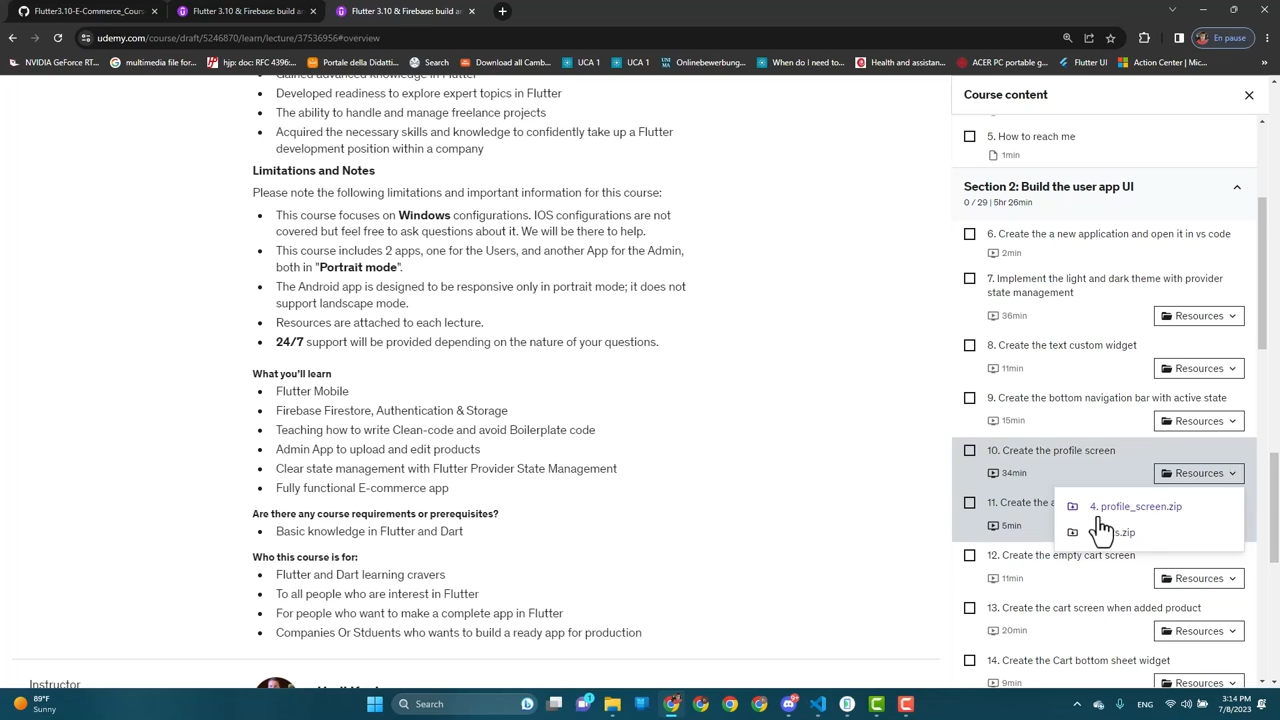 Flutter3.10-E-Commerce_Cours
Flutter 3.10 & Firebase: Build ac
Flutter 3.10 & Firebase: Build ac
udemy.com/course/draft/5246870/learn/lecture/37536956#overview
En pause
NVIDIA GeForce RT...
multimedia file for...
hjp: doc: RFC 4396...
Portale della Didatti...
Search
Download all Camb...
UCA 1
UCA 1
Onlinebewerbung...
When do I need to...
Health and assistan...
ACER PC portable g...
Flutter UI
Action Center | Mic...
Gained advanced knowledge in Flutter
Developed readiness to explore expert topics in Flutter
The ability to handle and manage freelance projects
Acquired the necessary skills and knowledge to confidently take up a Flutter
development position within a company
Limitations and Notes
Please note the following limitations and important information for this course:
This course focuses on Windows configurations. IOS configurations are not
covered but feel free to ask questions about it. We will be there to help.
This course includes 2 apps, one for the Users, and another App for the Admin,
both in "Portrait mode".
The Android app is designed to be responsive only in portrait mode; it does not
support landscape mode.
Resources are attached to each lecture.
24/7 support will be provided depending on the nature of your questions.
What you'll learn
Flutter Mobile
Firebase Firestore, Authentication & Storage
Teaching how to write Clean-code and avoid Boilerplate code
Admin App to upload and edit products
Clear state management with Flutter Provider State Management
Fully functional E-commerce app
Are there any course requirements or prerequisites?
Basic knowledge in Flutter and Dart
Who this course is for:
Flutter and Dart learning cravers
To all people who are interest in Flutter
For people who want to make a complete app in Flutter
Companies Or Stduents who wants to build a ready app for production
Instructor
Course content
5. How to reach me
1min
Section 2: Build the user app UI
0 / 29 | 5hr 26min
6. Create the a new application and open it in vs code
2min
7. Implement the light and dark theme with provider
state management
36min
Resources
8. Create the text custom widget
11min
Resources
9. Create the bottom navigation bar with active state
15min
Resources
10. Create the profile screen
34min
Resources
4. profile_screen.zip
11. Create the a
s.zip
5min
12. Create the empty cart screen
11min
Resources
13. Create the cart screen when added product
20min
Resources
14. Create the Cart bottom sheet widget
9min
Resources
89°F
Sunny
Search
3:14 PM
7/8/2023